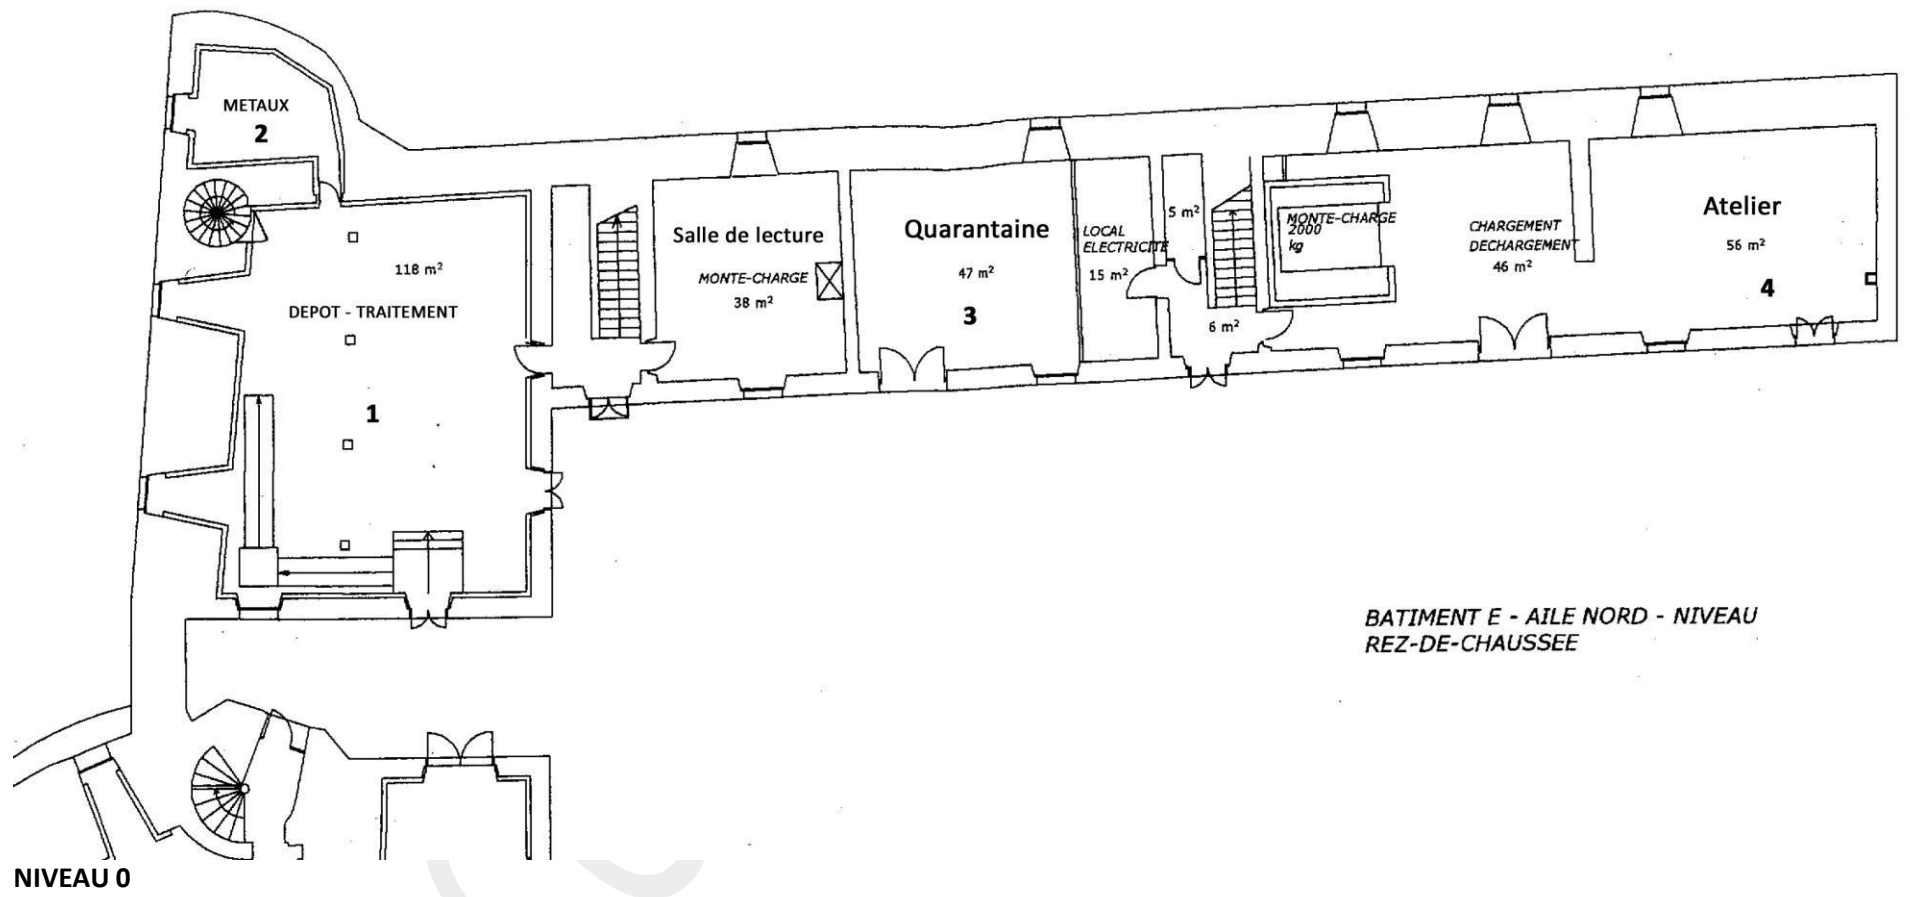 METAUX
2
118 m²
DEPOT - TRAITEMENT
1
Salle de lecture
MONTE-CHARGE
38 m²
Quarantaine
47 m²
3
LOCAL
ELECTRICITE
15 m²
5 m²
6 m²
MONTE-CHARGE
2000
kg
CHARGEMENT
DECHARGEMENT
46 m²
Atelier
56 m²
4
BATIMENT E - AILE NORD - NIVEAU
REZ-DE-CHAUSSEE
NIVEAU 0